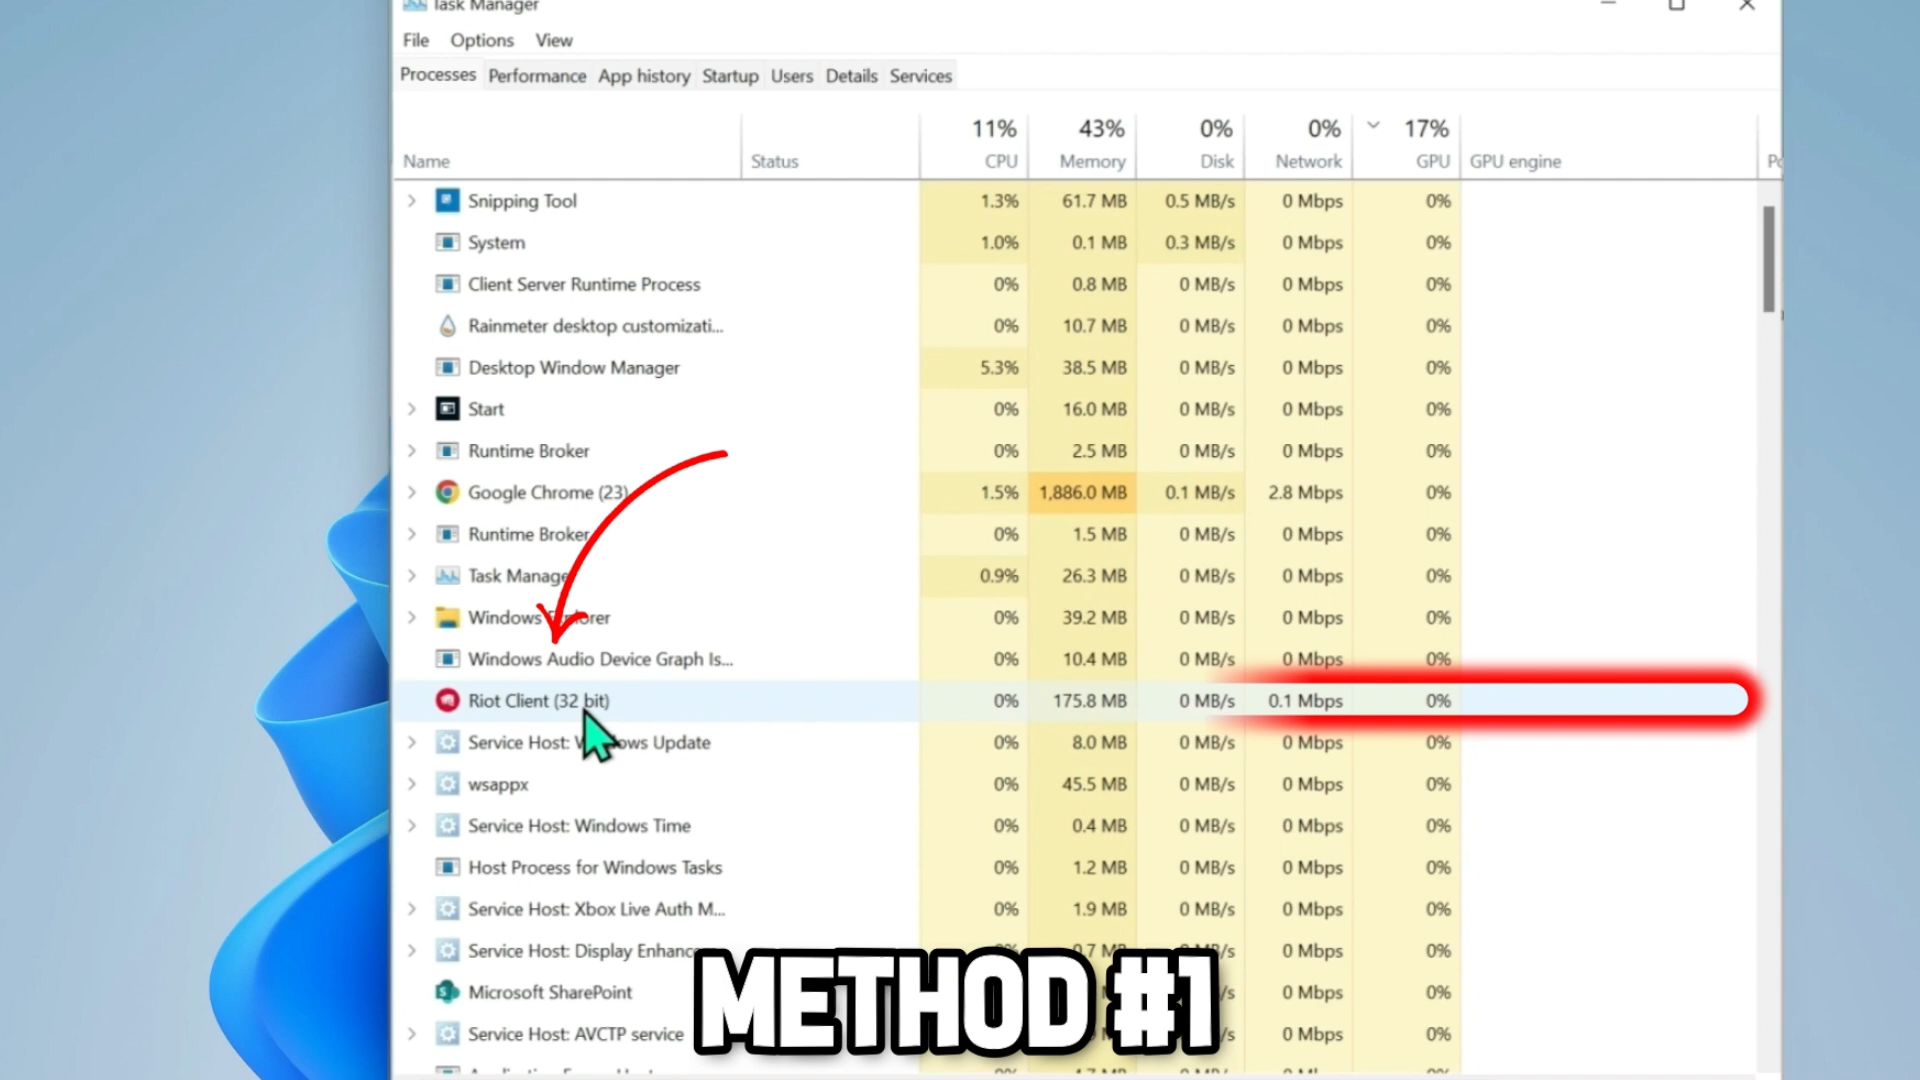 Task Manager
File Options View
Processes Performance App history Startup Users Details Services
11% 43% 0% 0% 17%
Name Status CPU Memory Disk Network GPU GPU engine
Snipping Tool 1.3% 61.7 MB 0.5 MB/s 0 Mbps 0%
System 1.0% 0.1 MB 0.3 MB/s 0 Mbps 0%
Client Server Runtime Process 0% 0.8 MB 0 MB/s 0 Mbps 0%
Rainmeter desktop customizati... 0% 10.7 MB 0 MB/s 0 Mbps 0%
Desktop Window Manager 5.3% 38.5 MB 0 MB/s 0 Mbps 0%
Start 0% 16.0 MB 0 MB/s 0 Mbps 0%
Runtime Broker 0% 2.5 MB 0 MB/s 0 Mbps 0%
Google Chrome (23) 1.5% 1,886.0 MB 0.1 MB/s 2.8 Mbps 0%
Runtime Broker 0% 1.5 MB 0 MB/s 0 Mbps 0%
Task Manager 0.9% 26.3 MB 0 MB/s 0 Mbps 0%
Windows Explorer 0% 39.2 MB 0 MB/s 0 Mbps 0%
Windows Audio Device Graph Is... 0% 10.4 MB 0 MB/s 0 Mbps 0%
Riot Client (32 bit) 0% 175.8 MB 0 MB/s 0.1 Mbps 0%
Service Host: Windows Update 0% 8.0 MB 0 MB/s 0 Mbps 0%
wsappx 0% 45.5 MB 0 MB/s 0 Mbps 0%
Service Host: Windows Time 0% 0.4 MB 0 MB/s 0 Mbps 0%
Host Process for Windows Tasks 0% 1.2 MB 0 MB/s 0 Mbps 0%
Service Host: Xbox Live Auth M... 0% 1.9 MB 0 MB/s 0 Mbps 0%
Service Host: Display 0 Mbps 0%
Microsoft SharePoint 0 Mbps 0%
Service Host: AVCTP service 0 Mbps 0%
METHOD #1